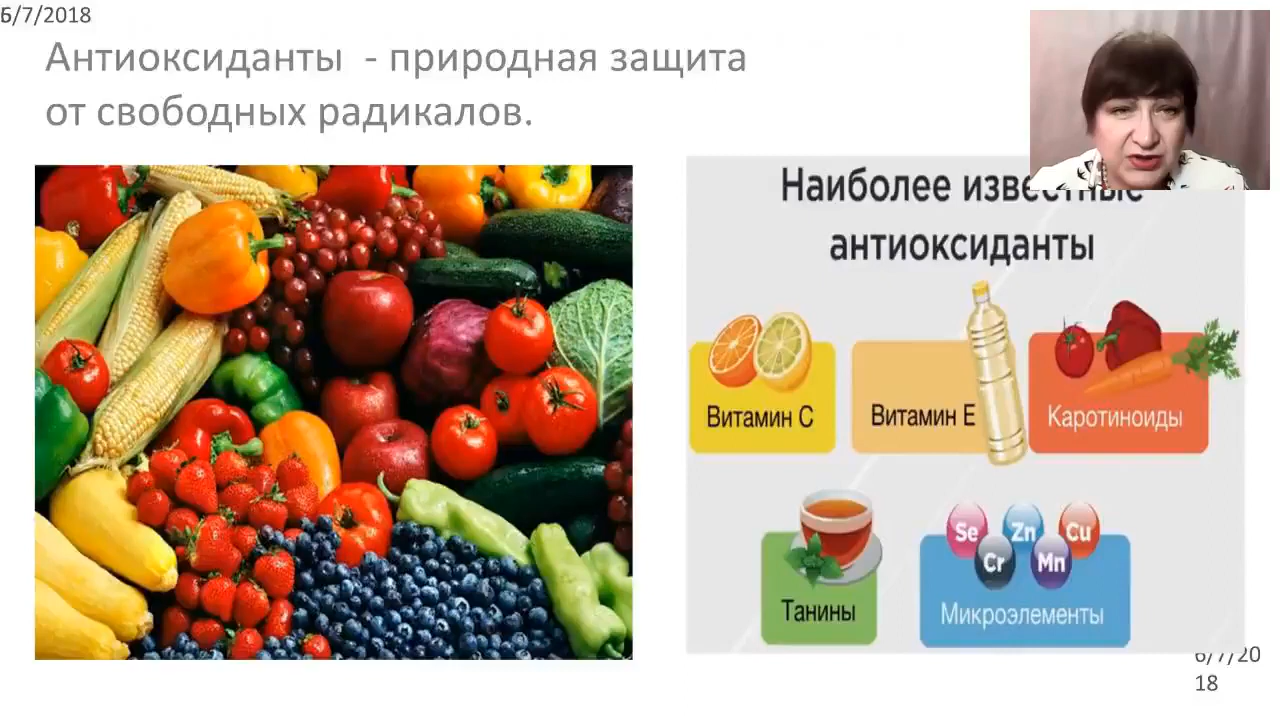 6/7/2018
Антиоксиданты - природная защита
от свободных радикалов.
Наиболее известные
антиоксиданты
Витамин С
Витамин Е
Каротиноиды
Se Zn Cu
Cr Mn
Танины
Микроэлементы
6/7/20
18